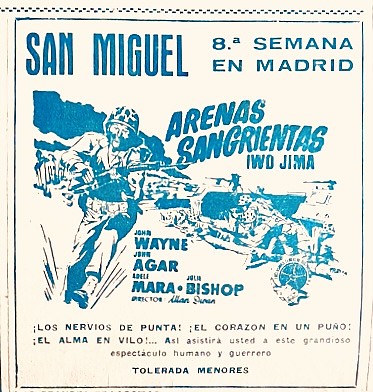 SAN MIGUEL
8.ª SEMANA
EN MADRID
ARENAS
SANGRIENTAS
IWO JIMA
JOHN
WAYNE
JOHN
AGAR
ADELE JULIE
MARA · BISHOP
DIRECTOR: Allan Dwan
¡LOS NERVIOS DE PUNTA! ¡EL CORAZON EN UN PUÑO!
¡EL ALMA EN VILO!... Así asistirá usted a este grandioso
espectáculo humano y guerrero
TOLERADA MENORES